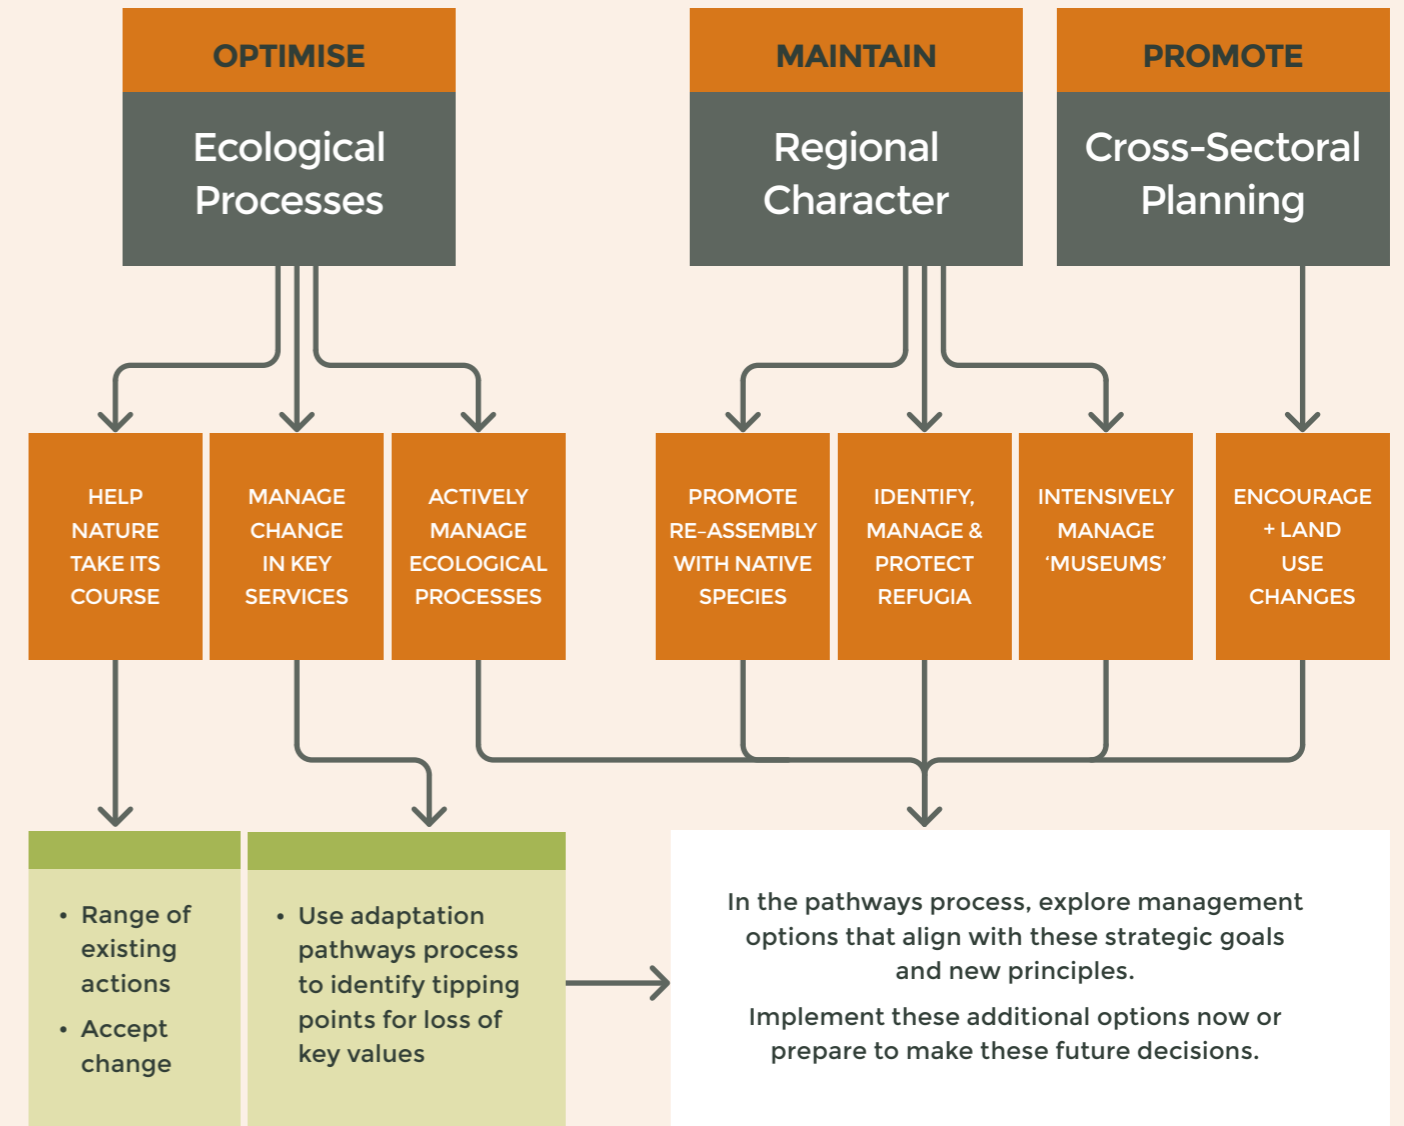 OPTIMISE
Ecological
Processes
MAINTAIN
Regional
Character
PROMOTE
Cross-Sectoral
Planning
HELP
NATURE
TAKE ITS
COURSE
MANAGE
CHANGE
IN KEY
SERVICES
ACTIVELY
MANAGE
ECOLOGICAL
PROCESSES
PROMOTE
RE-ASSEMBLY
WITH NATIVE
SPECIES
IDENTIFY,
MANAGE &
PROTECT
REFUGIA
INTENSIVELY
MANAGE
‘MUSEUMS’
ENCOURAGE
+ LAND
USE
CHANGES
• Range of
existing
actions
• Accept
change
• Use adaptation
pathways process
to identify tipping
points for loss of
key values
In the pathways process, explore management
options that align with these strategic goals
and new principles.
Implement these additional options now or
prepare to make these future decisions.